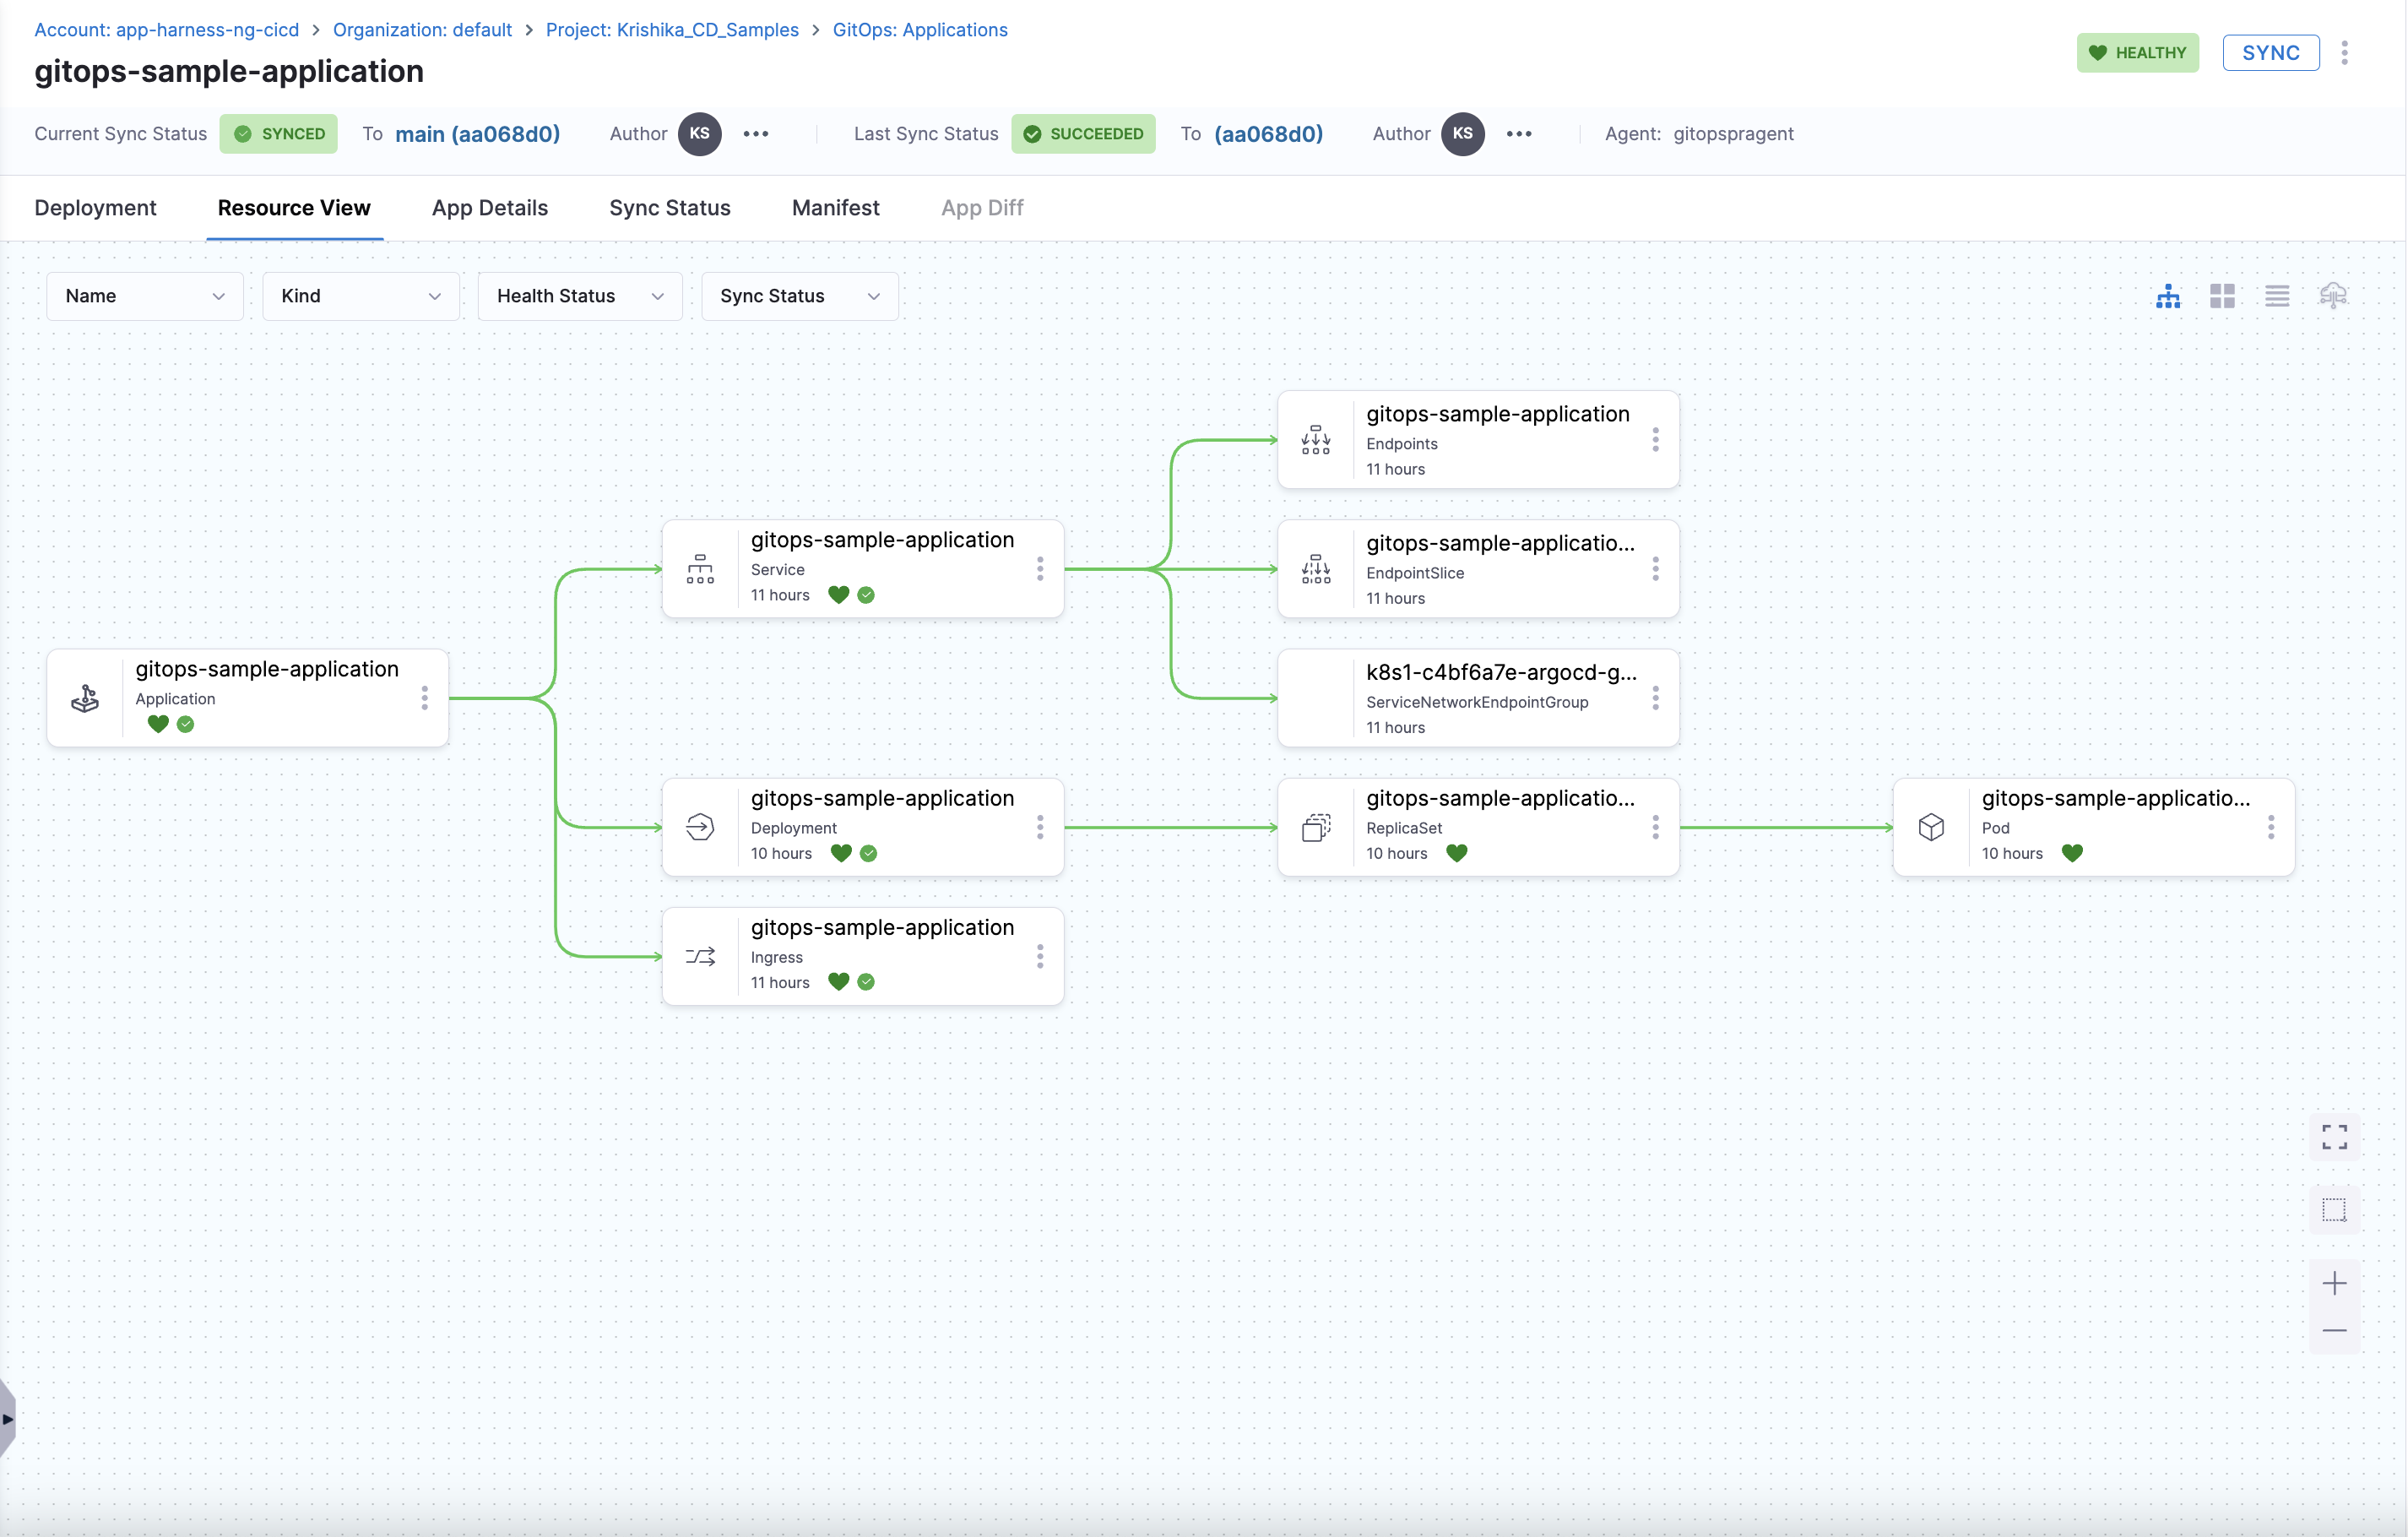 Account: app-harness-ng-cicd > Organization: default > Project: Krishika_CD_Samples > GitOps: Applications
gitops-sample-application
HEALTHY
SYNC
Current Sync Status SYNCED To main (aa068d0) Author KS ••• Last Sync Status SUCCEEDED To (aa068d0) Author KS ••• Agent: gitopspragent
Deployment Resource View App Details Sync Status Manifest App Diff
Name Kind Health Status Sync Status
gitops-sample-application
Application
gitops-sample-application
Service
11 hours
gitops-sample-application
Deployment
10 hours
gitops-sample-application
Ingress
11 hours
gitops-sample-application
Endpoints
11 hours
gitops-sample-applicatio...
EndpointSlice
11 hours
k8s1-c4bf6a7e-argocd-g...
ServiceNetworkEndpointGroup
11 hours
gitops-sample-applicatio...
ReplicaSet
10 hours
gitops-sample-applicatio...
Pod
10 hours